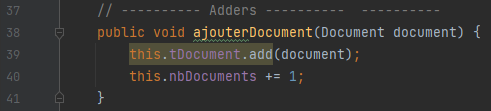 37 // ---------- Adders ----------  ----------
38 public void ajouterDocument(Document document) {
39 this.tDocument.add(document);
40 this.nbDocuments += 1;
41 }